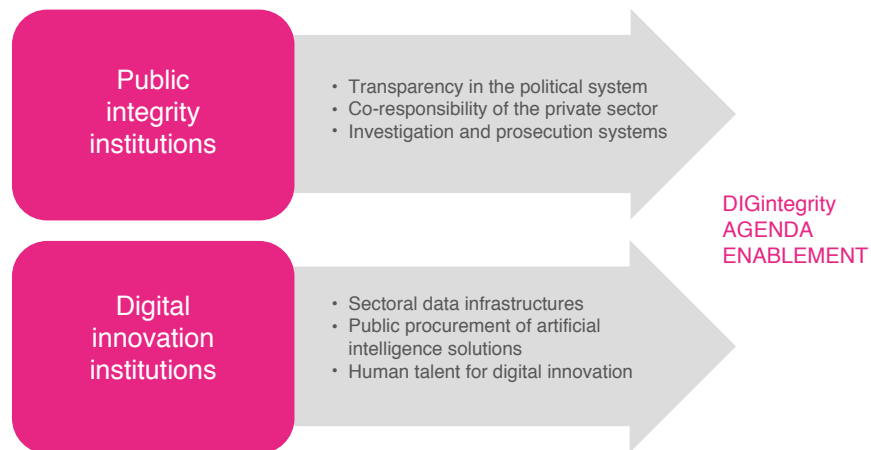 Public
integrity
institutions
• Transparency in the political system
• Co-responsibility of the private sector
• Investigation and prosecution systems
DIGintegrity
AGENDA
ENABLEMENT
Digital
innovation
institutions
• Sectoral data infrastructures
• Public procurement of artificial
intelligence solutions
• Human talent for digital innovation